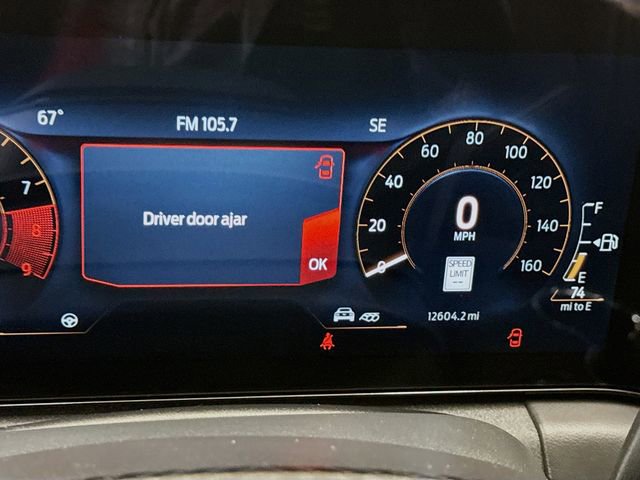 67°
FM 105.7
SE
Driver door ajar
OK
7
8
9
0
20
40
60
80
100
120
140
160
0
MPH
SPEED
LIMIT
--
12604.2 mi
F
E
74
mi to E